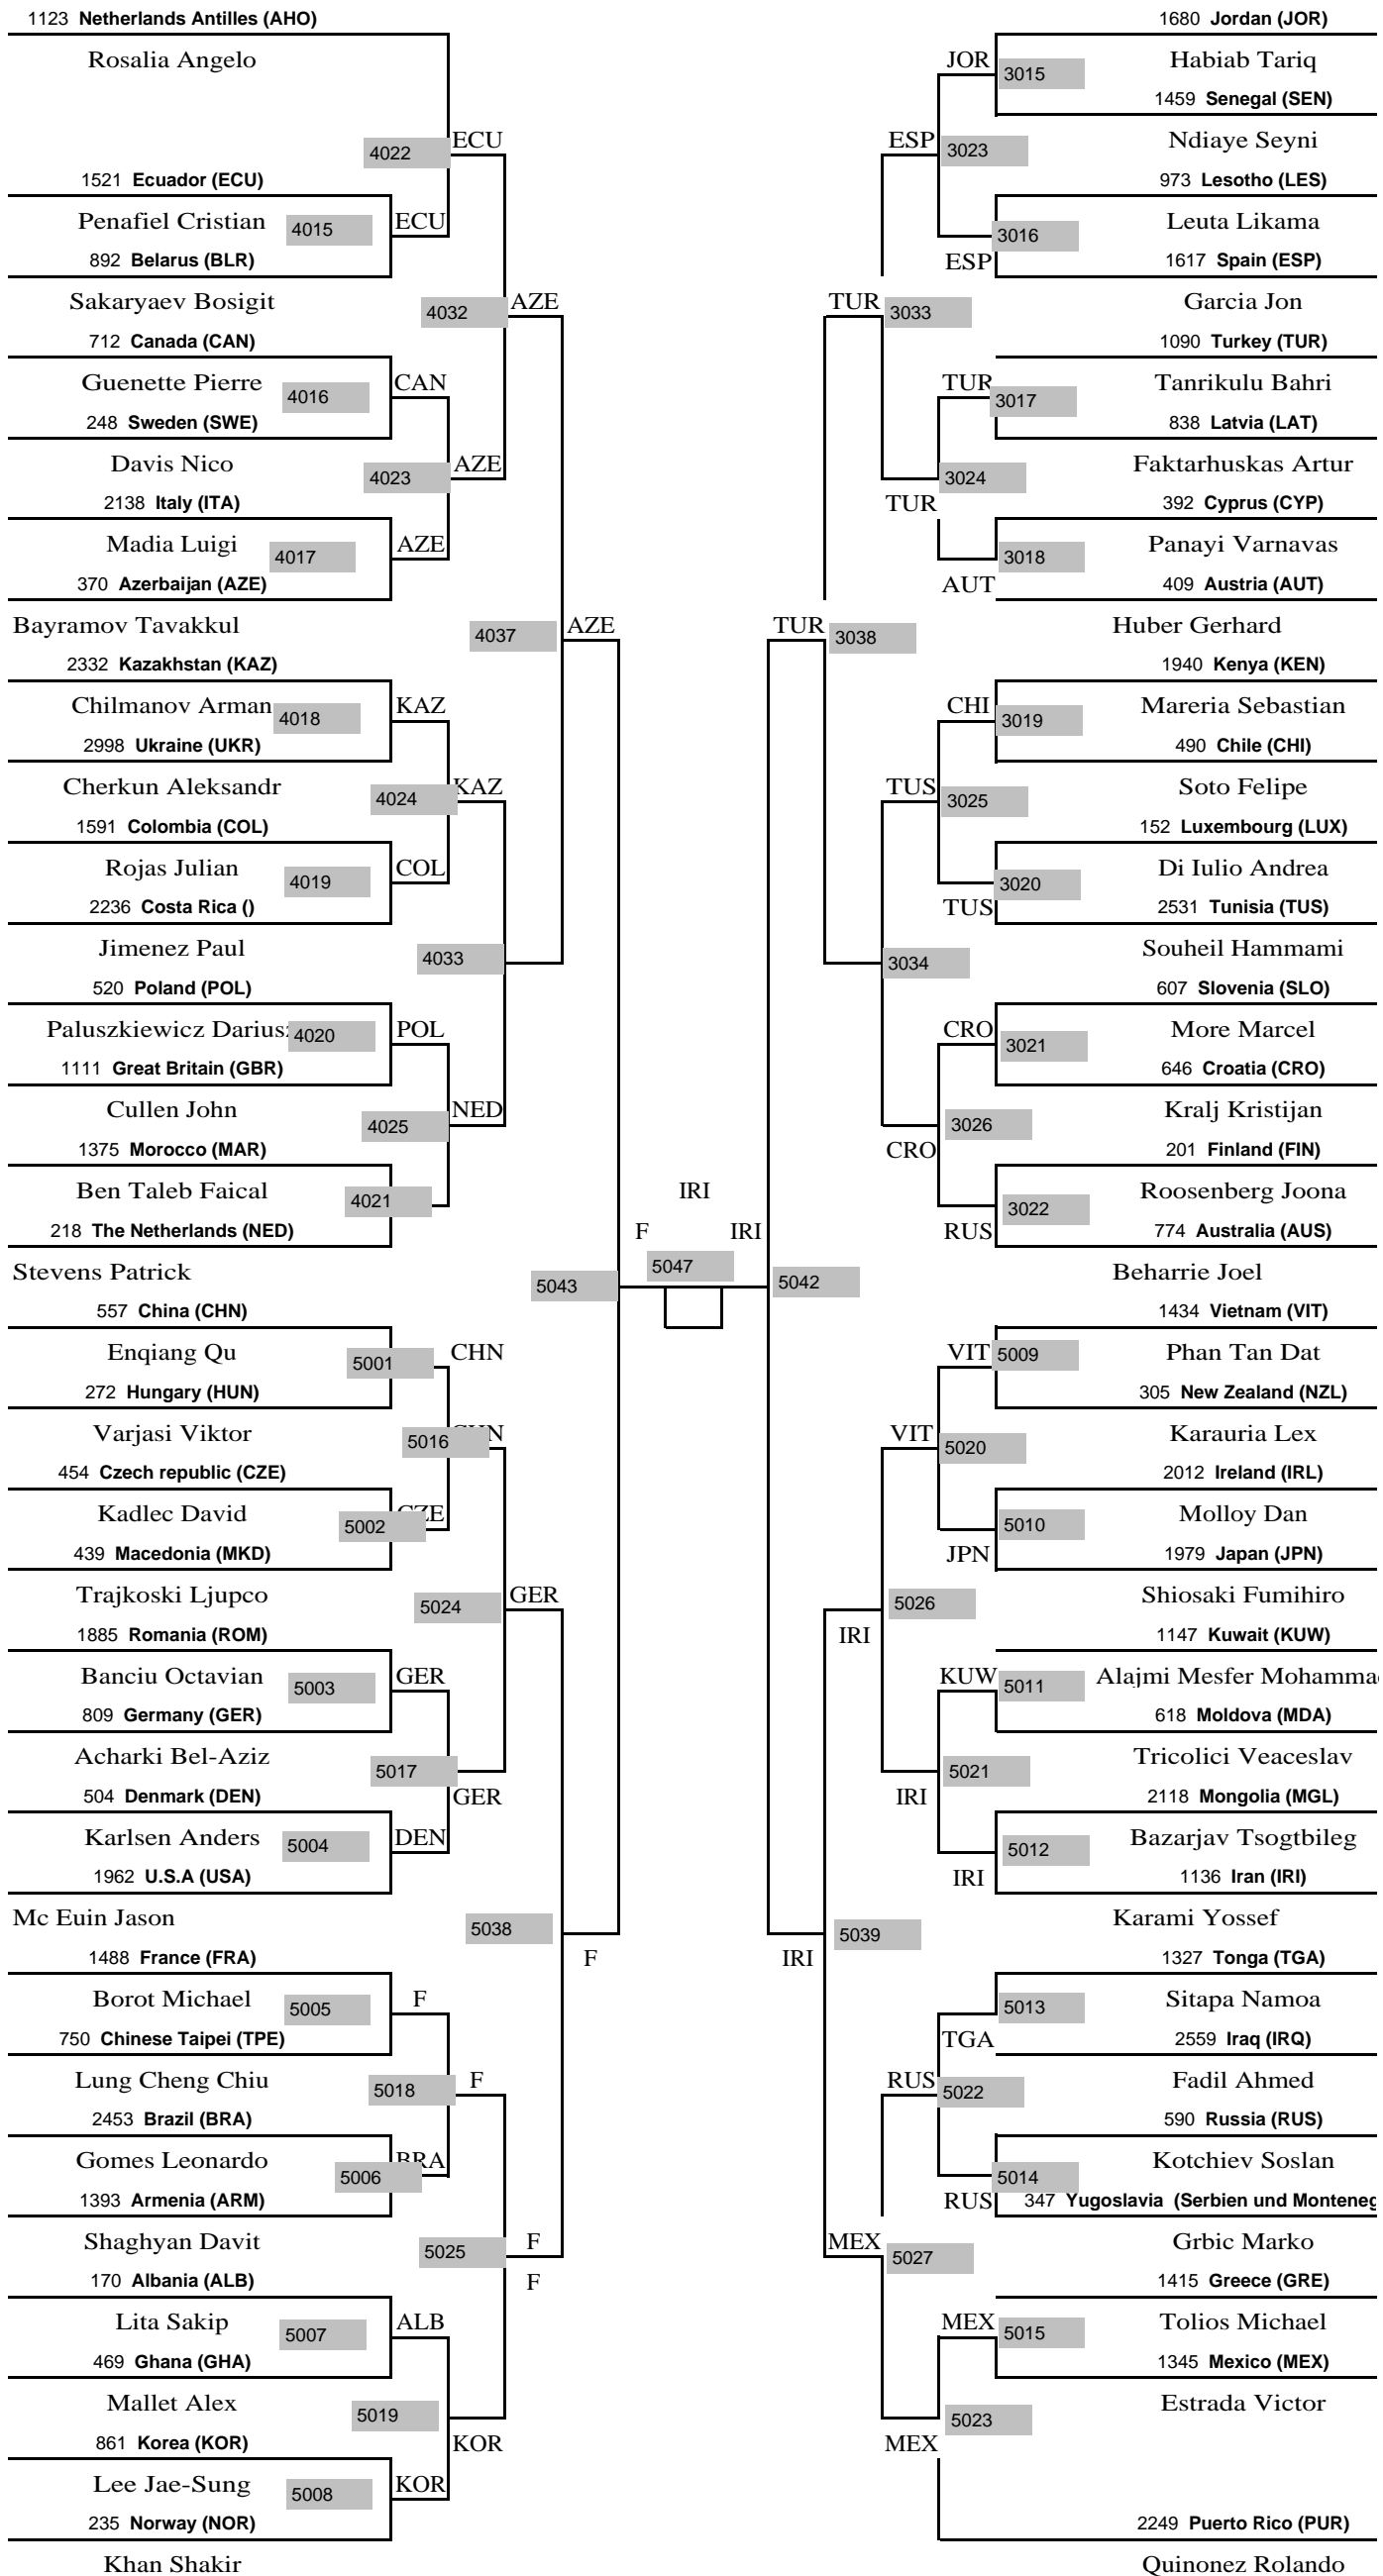 1123 Netherlands Antilles (AHO)
Rosalia Angelo
4022
ECU
1521 Ecuador (ECU)
Penafiel Cristian
4015
ECU
892 Belarus (BLR)
Sakaryaev Bosigit
4032
AZE
712 Canada (CAN)
Guenette Pierre
4016
CAN
248 Sweden (SWE)
Davis Nico
4023
AZE
2138 Italy (ITA)
Madia Luigi
4017
AZE
370 Azerbaijan (AZE)
Bayramov Tavakkul
4037
AZE
2332 Kazakhstan (KAZ)
Chilmanov Arman
4018
KAZ
2998 Ukraine (UKR)
Cherkun Aleksandr
4024
KAZ
1591 Colombia (COL)
Rojas Julian
4019
COL
2236 Costa Rica ()
Jimenez Paul
4033
520 Poland (POL)
Paluszkiewicz Dariusz
4020
POL
1111 Great Britain (GBR)
Cullen John
4025
NED
1375 Morocco (MAR)
Ben Taleb Faical
4021
218 The Netherlands (NED)
Stevens Patrick
5043
557 China (CHN)
Enqiang Qu
5001
CHN
272 Hungary (HUN)
Varjasi Viktor
5016
CHN
454 Czech republic (CZE)
Kadlec David
5002
CZE
439 Macedonia (MKD)
Trajkoski Ljupco
5024
GER
1885 Romania (ROM)
Banciu Octavian
5003
GER
809 Germany (GER)
Acharki Bel-Aziz
5017
GER
504 Denmark (DEN)
Karlsen Anders
5004
DEN
1962 U.S.A (USA)
Mc Euin Jason
5038
F
1488 France (FRA)
Borot Michael
5005
F
750 Chinese Taipei (TPE)
Lung Cheng Chiu
5018
F
2453 Brazil (BRA)
Gomes Leonardo
5006
BRA
1393 Armenia (ARM)
Shaghyan Davit
5025
F
F
170 Albania (ALB)
Lita Sakip
5007
ALB
469 Ghana (GHA)
Mallet Alex
5019
KOR
861 Korea (KOR)
Lee Jae-Sung
5008
KOR
235 Norway (NOR)
Khan Shakir
IRI
F
IRI
5047
5042
1680 Jordan (JOR)
JOR
3015
Habiab Tariq
1459 Senegal (SEN)
ESP
3023
Ndiaye Seyni
973 Lesotho (LES)
3016
Leuta Likama
ESP
1617 Spain (ESP)
TUR
3033
Garcia Jon
1090 Turkey (TUR)
TUR
3017
Tanrikulu Bahri
838 Latvia (LAT)
3024
Faktarhuskas Artur
TUR
392 Cyprus (CYP)
3018
Panayi Varnavas
AUT
409 Austria (AUT)
TUR
3038
Huber Gerhard
1940 Kenya (KEN)
CHI
3019
Mareria Sebastian
490 Chile (CHI)
TUS
3025
Soto Felipe
152 Luxembourg (LUX)
3020
Di Iulio Andrea
TUS
2531 Tunisia (TUS)
3034
Souheil Hammami
607 Slovenia (SLO)
CRO
3021
More Marcel
646 Croatia (CRO)
3026
Kralj Kristijan
CRO
201 Finland (FIN)
3022
Roosenberg Joona
RUS
774 Australia (AUS)
Beharrie Joel
1434 Vietnam (VIT)
VIT
5009
Phan Tan Dat
305 New Zealand (NZL)
VIT
5020
Karauria Lex
2012 Ireland (IRL)
5010
Molloy Dan
JPN
1979 Japan (JPN)
5026
Shiosaki Fumihiro
IRI
1147 Kuwait (KUW)
KUW
5011
Alajmi Mesfer Mohammad
618 Moldova (MDA)
5021
Tricolici Veaceslav
IRI
2118 Mongolia (MGL)
5012
Bazarjav Tsogtbileg
IRI
1136 Iran (IRI)
5039
Karami Yossef
IRI
1327 Tonga (TGA)
5013
Sitapa Namoa
TGA
2559 Iraq (IRQ)
RUS
5022
Fadil Ahmed
590 Russia (RUS)
5014
Kotchiev Soslan
RUS
347 Yugoslavia (Serbien und Monteneg
MEX
5027
Grbic Marko
1415 Greece (GRE)
MEX
5015
Tolios Michael
1345 Mexico (MEX)
5023
Estrada Victor
MEX
2249 Puerto Rico (PUR)
Quinonez Rolando